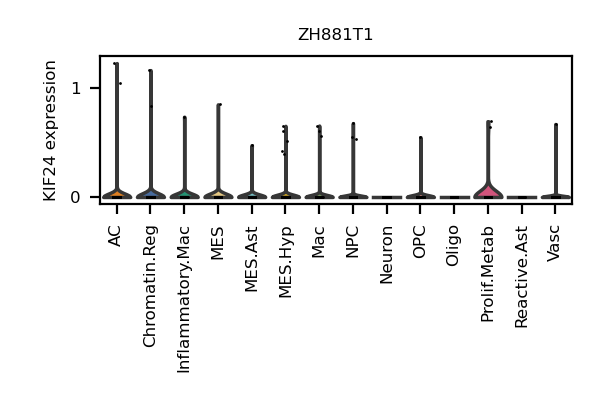 ZH881T1
KIF24 expression
1
0
AC
Chromatin.Reg
Inflammatory.Mac
MES
MES.Ast
MES.Hyp
Mac
NPC
Neuron
OPC
Oligo
Prolif.Metab
Reactive.Ast
Vasc